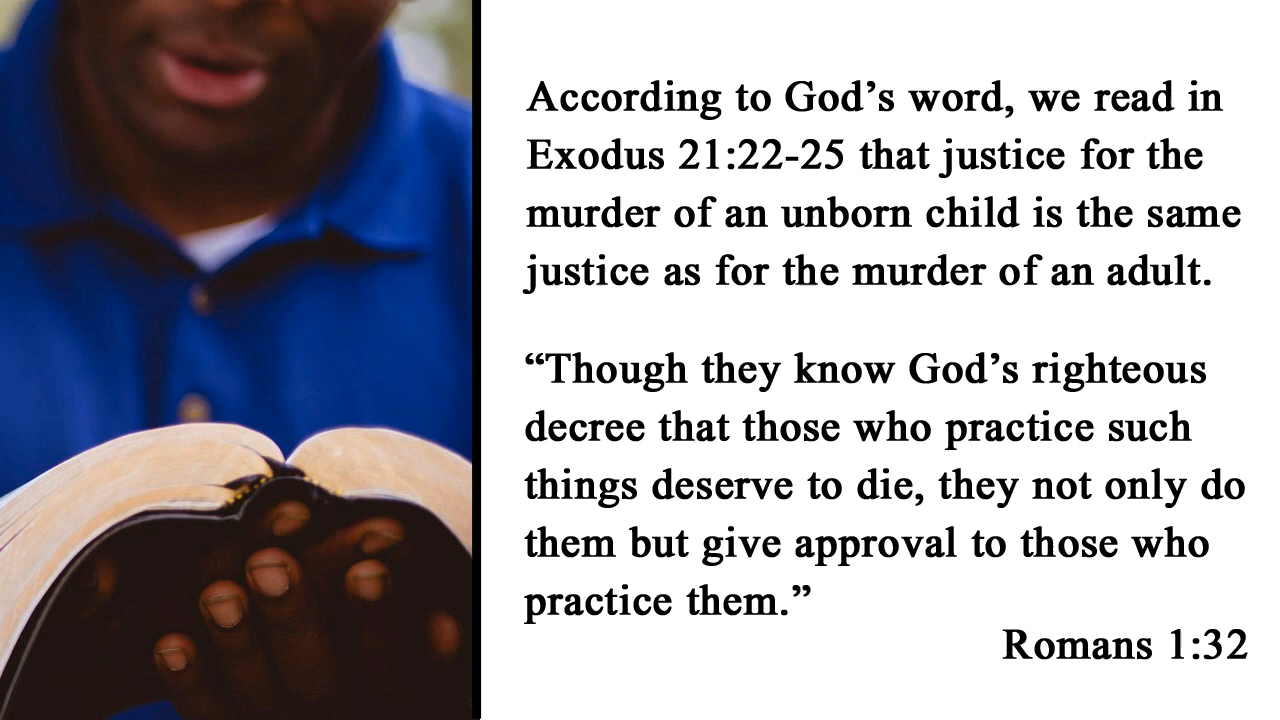 According to God’s word, we read in
Exodus 21:22-25 that justice for the
murder of an unborn child is the same
justice as for the murder of an adult.
“Though they know God’s righteous
decree that those who practice such
things deserve to die, they not only do
them but give approval to those who
practice them.”
Romans 1:32